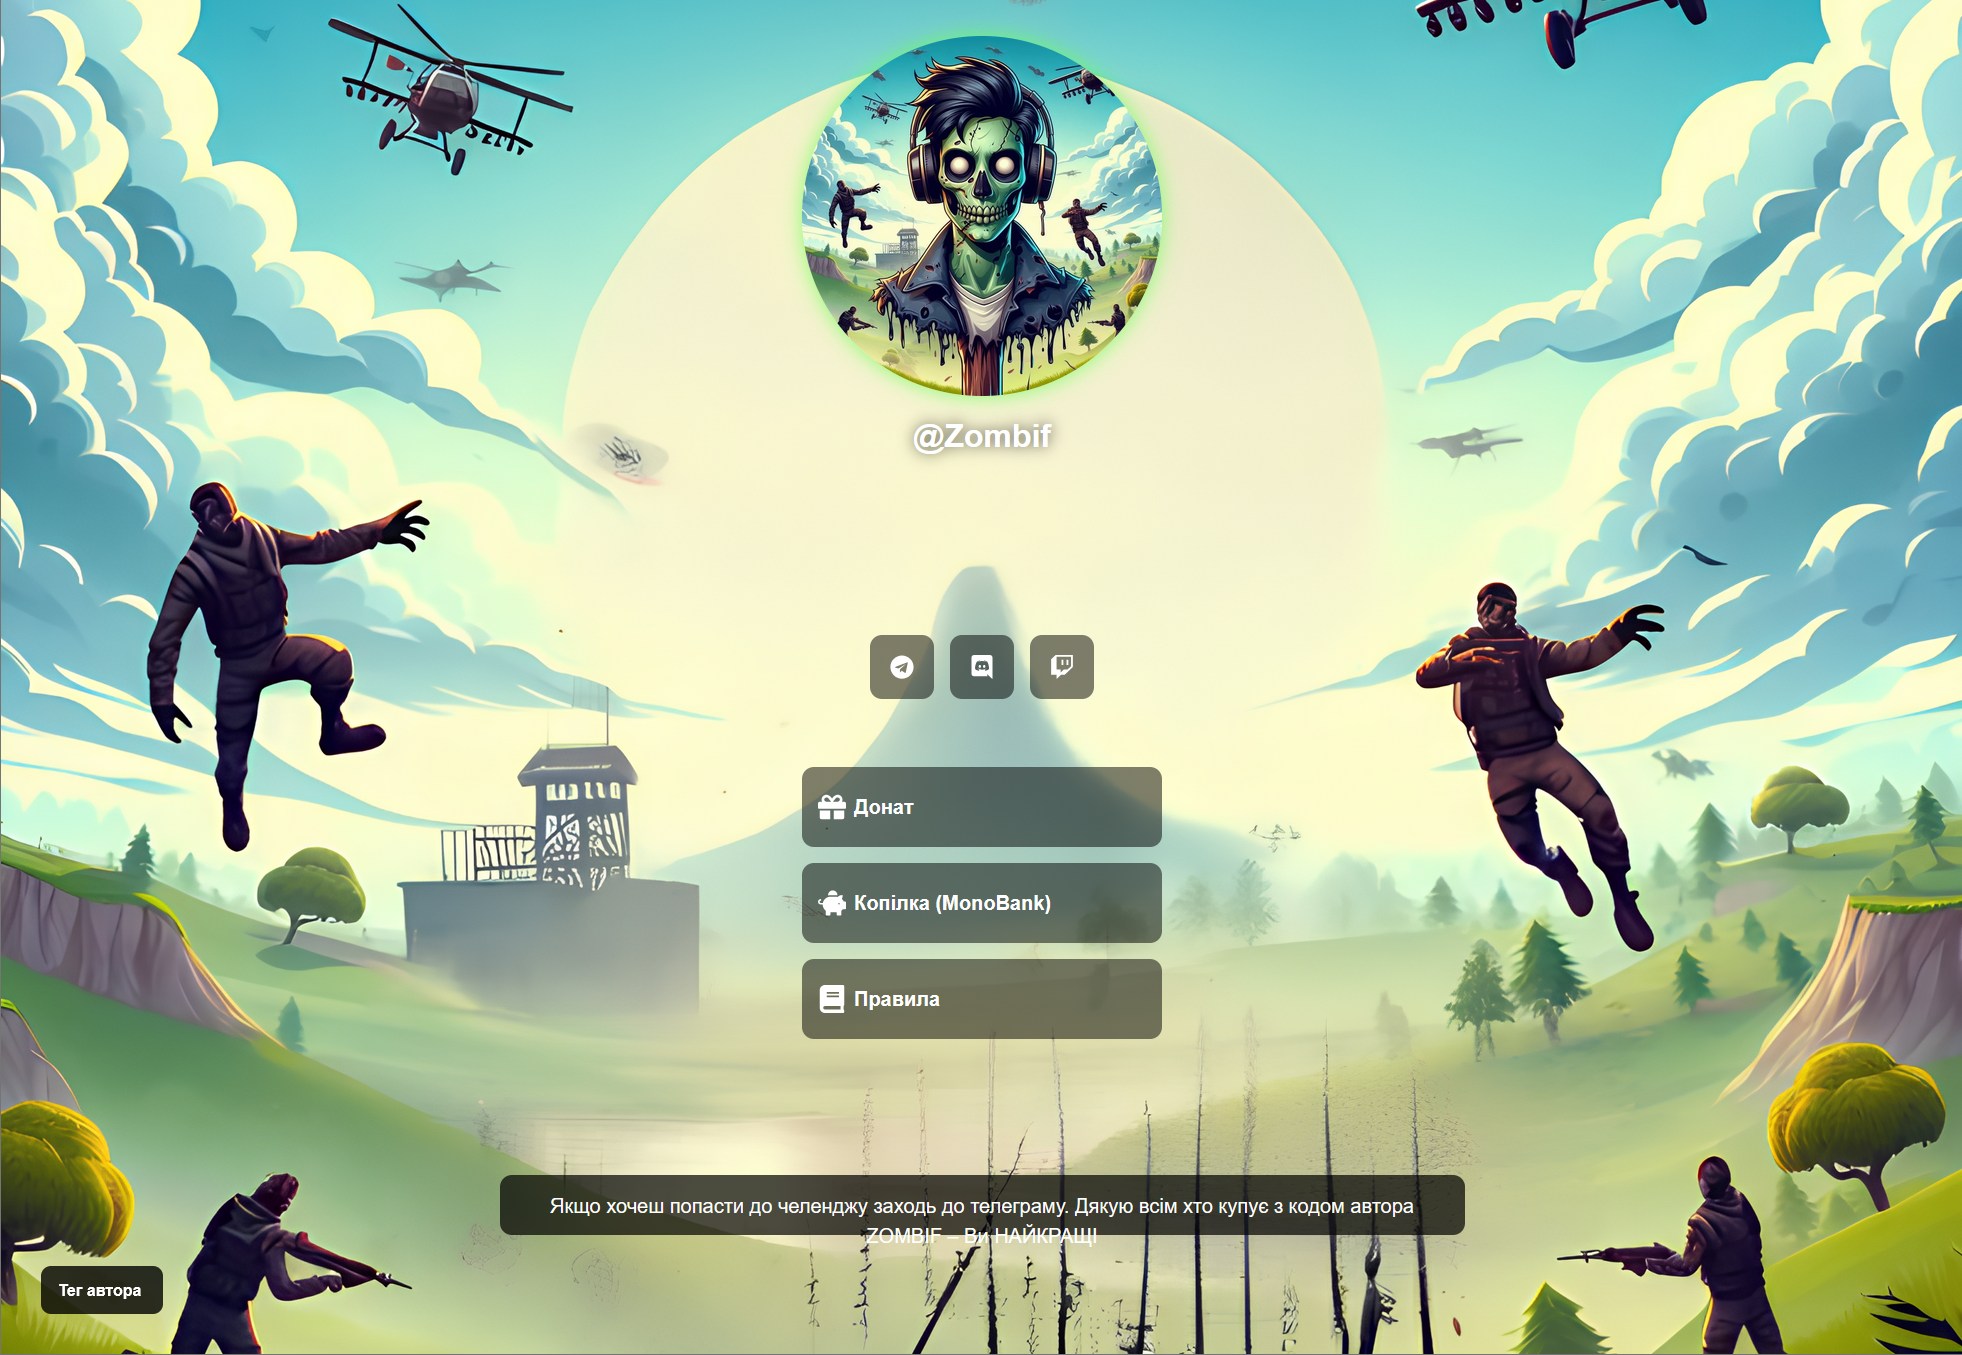 @Zombif
Донат
Копілка (MonoBank)
Правила
Якщо хочеш попасти до челенджу заходь до телеграму. Дякую всім хто купує з кодом автора
ZOMBIF – Ви НАЙКРАЩІ
Тег автора